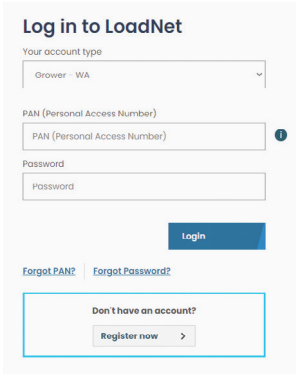 Log in to LoadNet
Your account type
Grower - WA
PAN (Personal Access Number)
PAN (Personal Access Number)
i
Password
Password
Login
Forgot PAN? Forgot Password?
Don't have an account?
Register now >